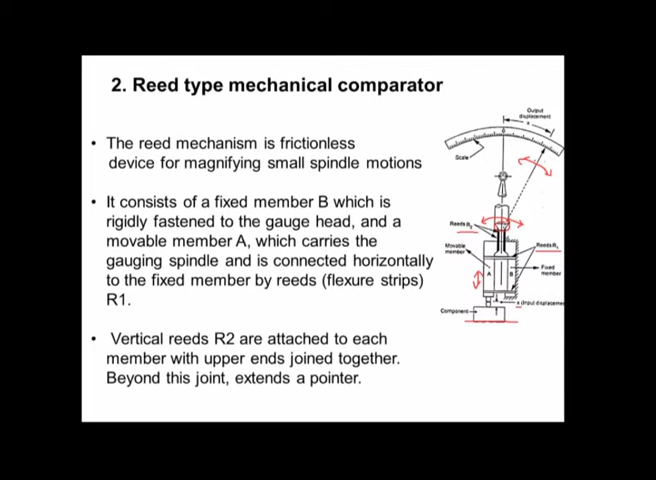 2. Reed type mechanical comparator
• The reed mechanism is frictionless
device for magnifying small spindle motions
• It consists of a fixed member B which is
rigidly fastened to the gauge head, and a
movable member A, which carries the
gauging spindle and is connected horizontally
to the fixed member by reeds (flexure strips)
R1.
• Vertical reeds R2 are attached to each
member with upper ends joined together.
Beyond this joint, extends a pointer.
Output
displacement
Scale
Reeds R2
Movable
member
Reeds R1
A
B
Fixed
member
Component